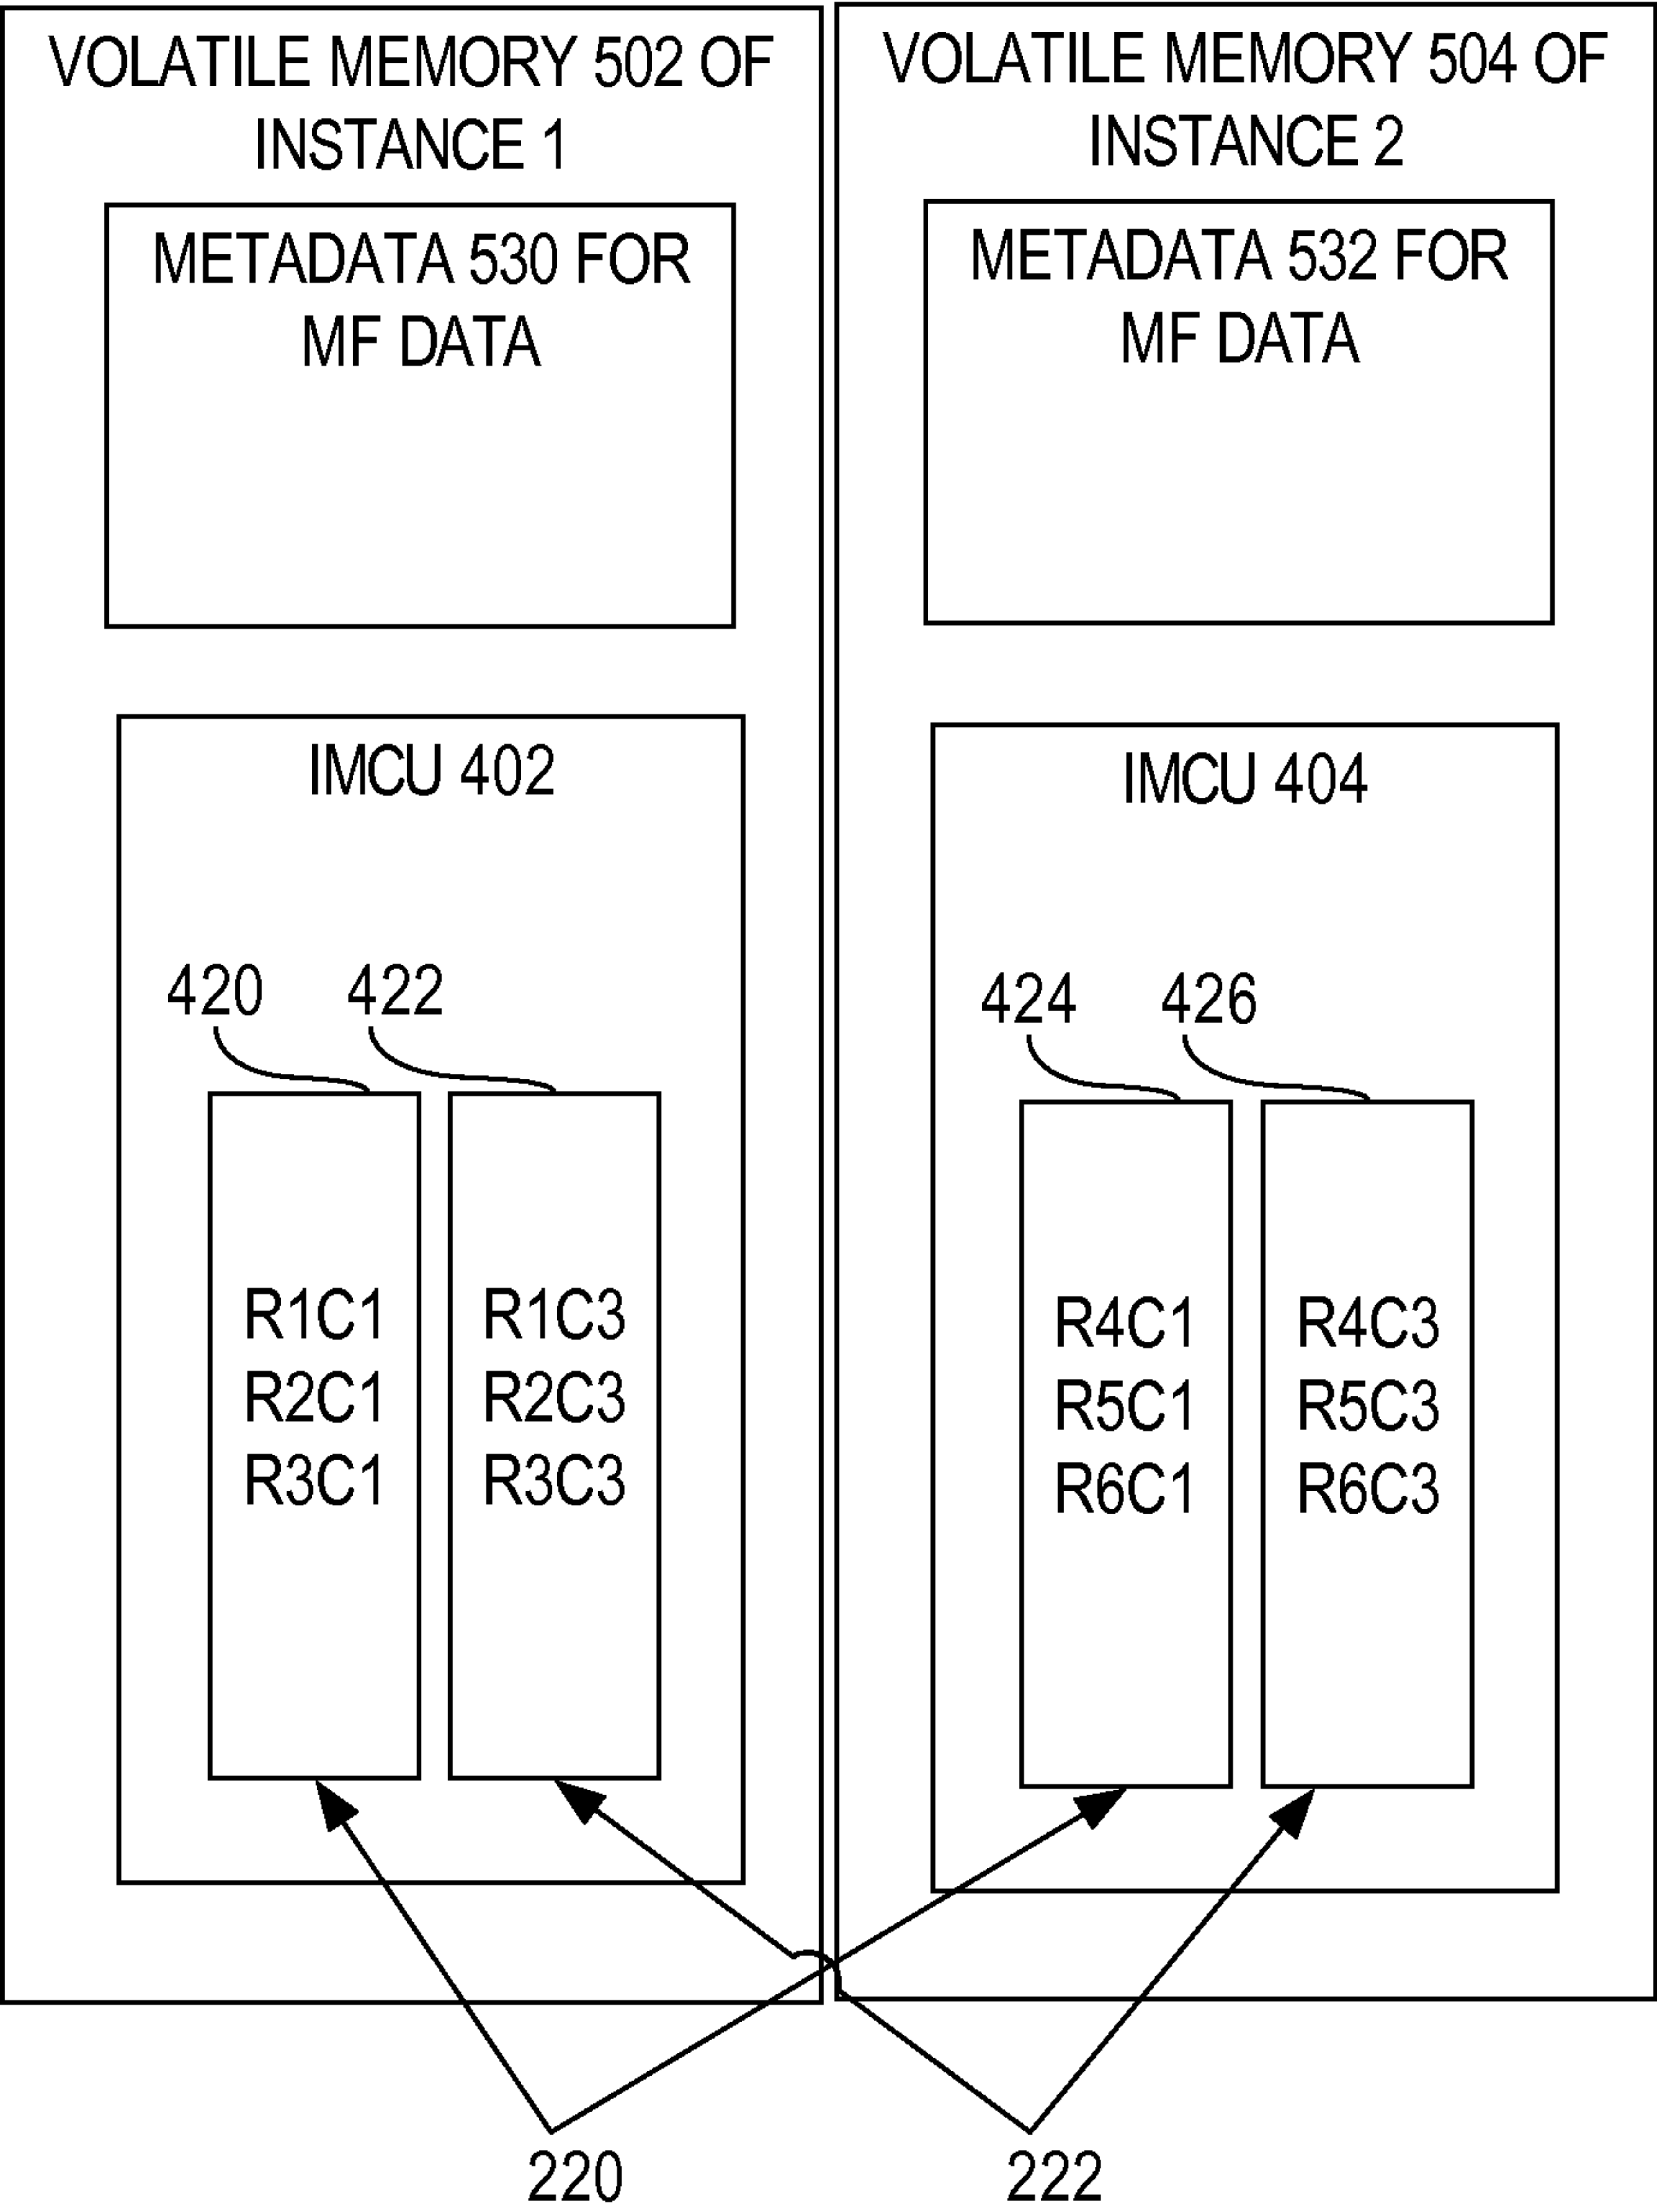 VOLATILE MEMORY 502 OF
INSTANCE 1
METADATA 530 FOR
MF DATA
IMCU 402
420
422
R1C1
R2C1
R3C1
R1C3
R2C3
R3C3
VOLATILE MEMORY 504 OF
INSTANCE 2
METADATA 532 FOR
MF DATA
IMCU 404
424
426
R4C1
R5C1
R6C1
R4C3
R5C3
R6C3
220
222